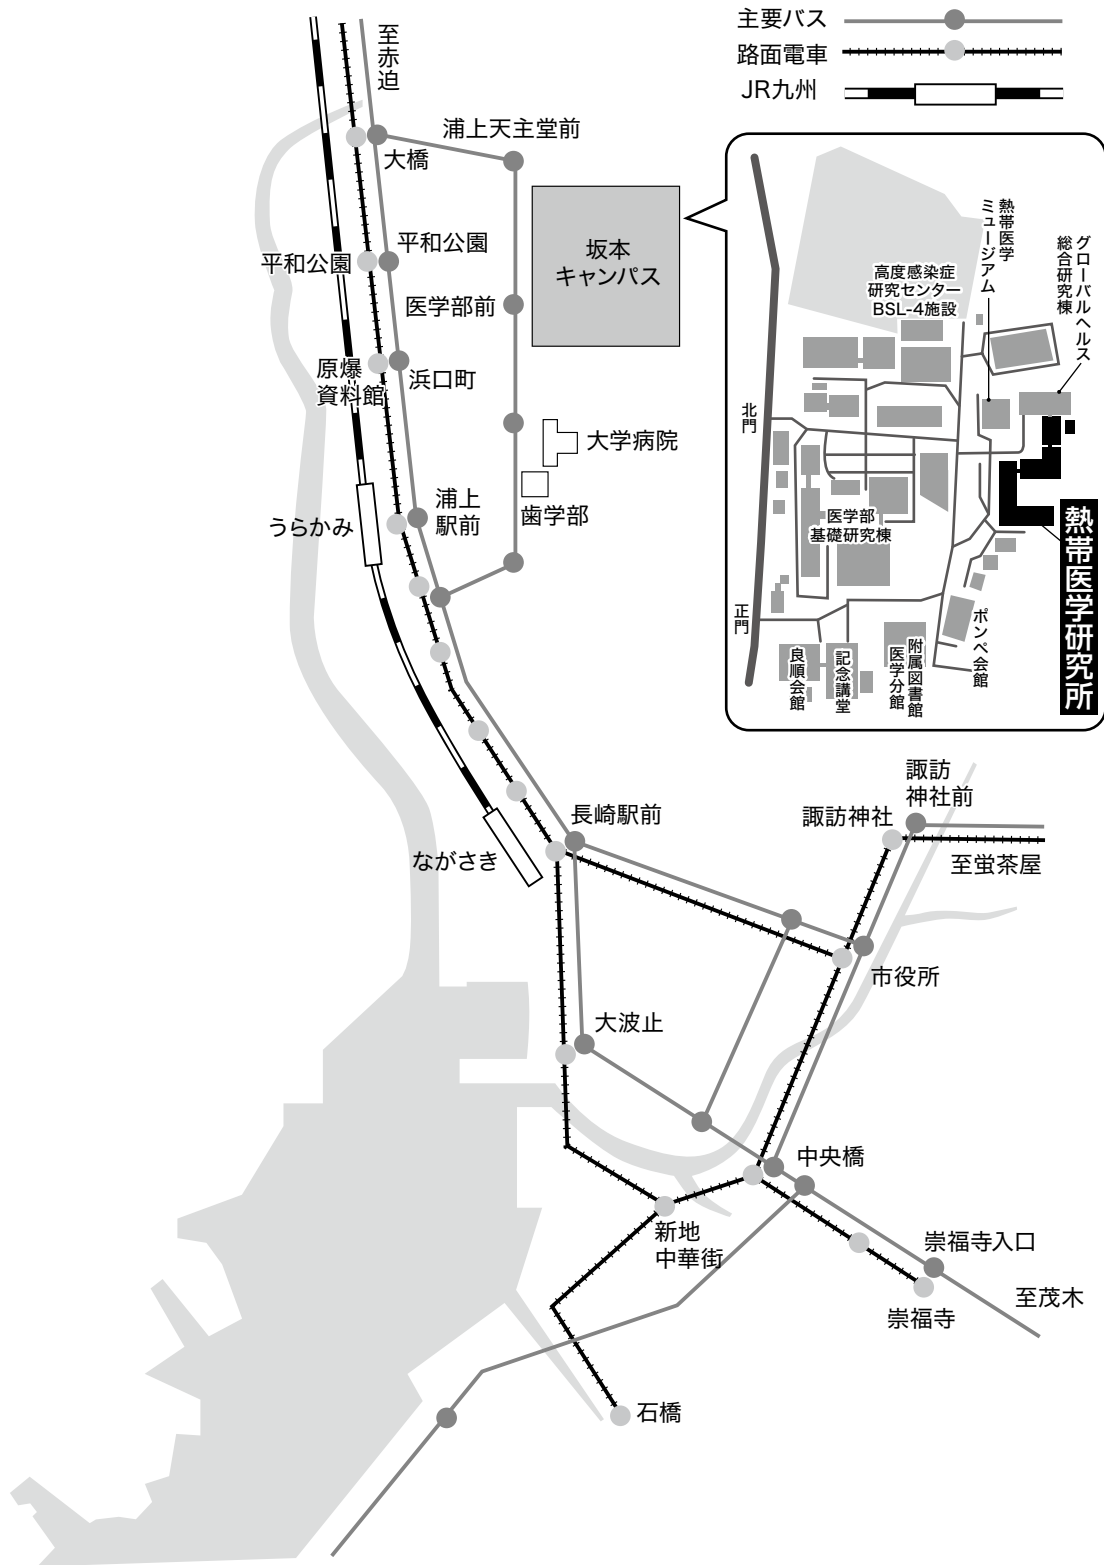 主要バス
路面電車
JR九州
至赤迫
浦上天主堂前
大橋
坂本
キャンパス
平和公園
平和公園
医学部前
原爆
資料館
浜口町
大学病院
歯学部
浦上
駅前
うらかみ
熱帯医学
ミュージアム
グローバルヘルス
総合研究棟
高度感染症
研究センター
BSL-4施設
北門
医学部
基礎研究棟
熱帯医学研究所
正門
良順会館
記念講堂
附属図書館
医学分館
ポンペ会館
長崎駅前
ながさき
諏訪
神社前
諏訪神社
至蛍茶屋
市役所
大波止
中央橋
新地
中華街
崇福寺入口
崇福寺
至茂木
石橋